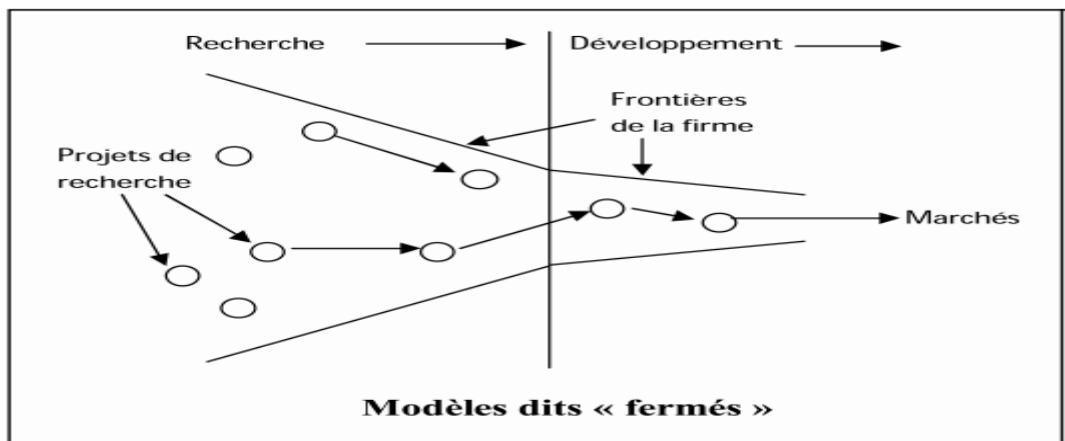 Recherche
Développement
Frontières
de la firme
Projets de
recherche
Marchés
Modèles dits « fermés »